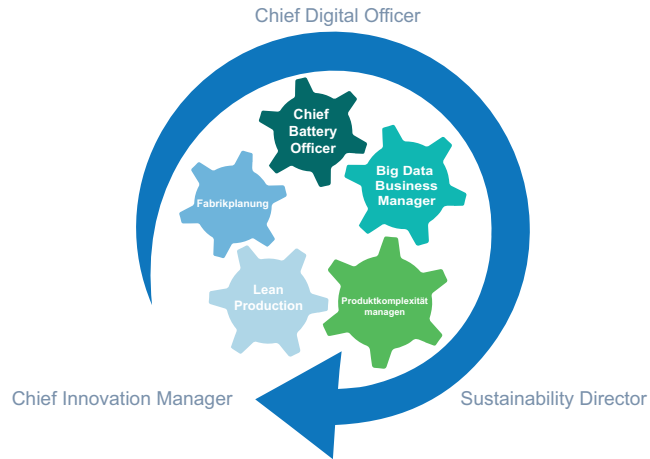 Chief Digital Officer
Chief
Battery
Officer
Big Data
Business
Manager
Fabrikplanung
Lean
Production
Produktkomplexität
managen
Chief Innovation Manager
Sustainability Director